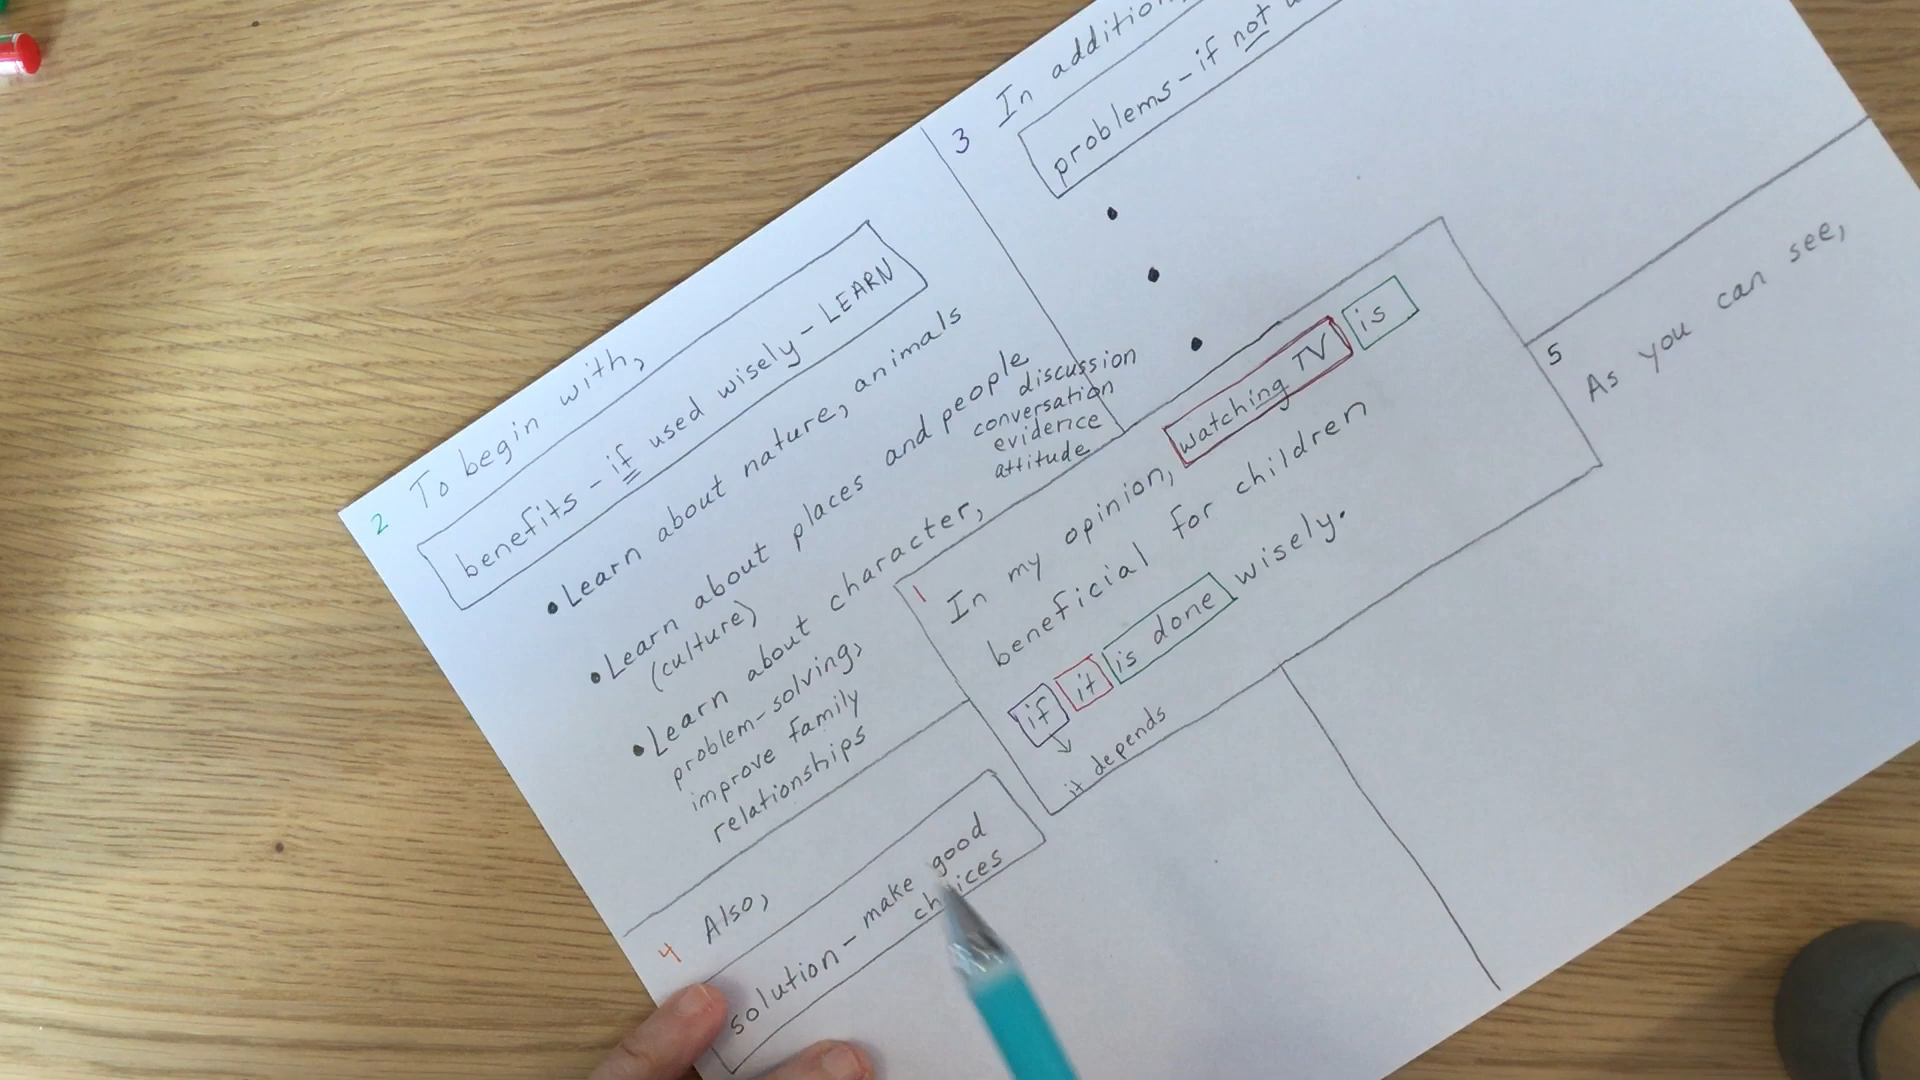 2 To begin with,
benefits - if used wisely - LEARN
• Learn about nature, animals
• Learn about places and people
(culture)
discussion
conversation
evidence
attitude
• Learn about character,
problem-solving,
improve family
relationships
3 In addition,
problems - if not
1 In my opinion, watching TV is
beneficial for children
if it is done wisely.
it depends
4 Also,
solution - make good
choices
5 As you can see,